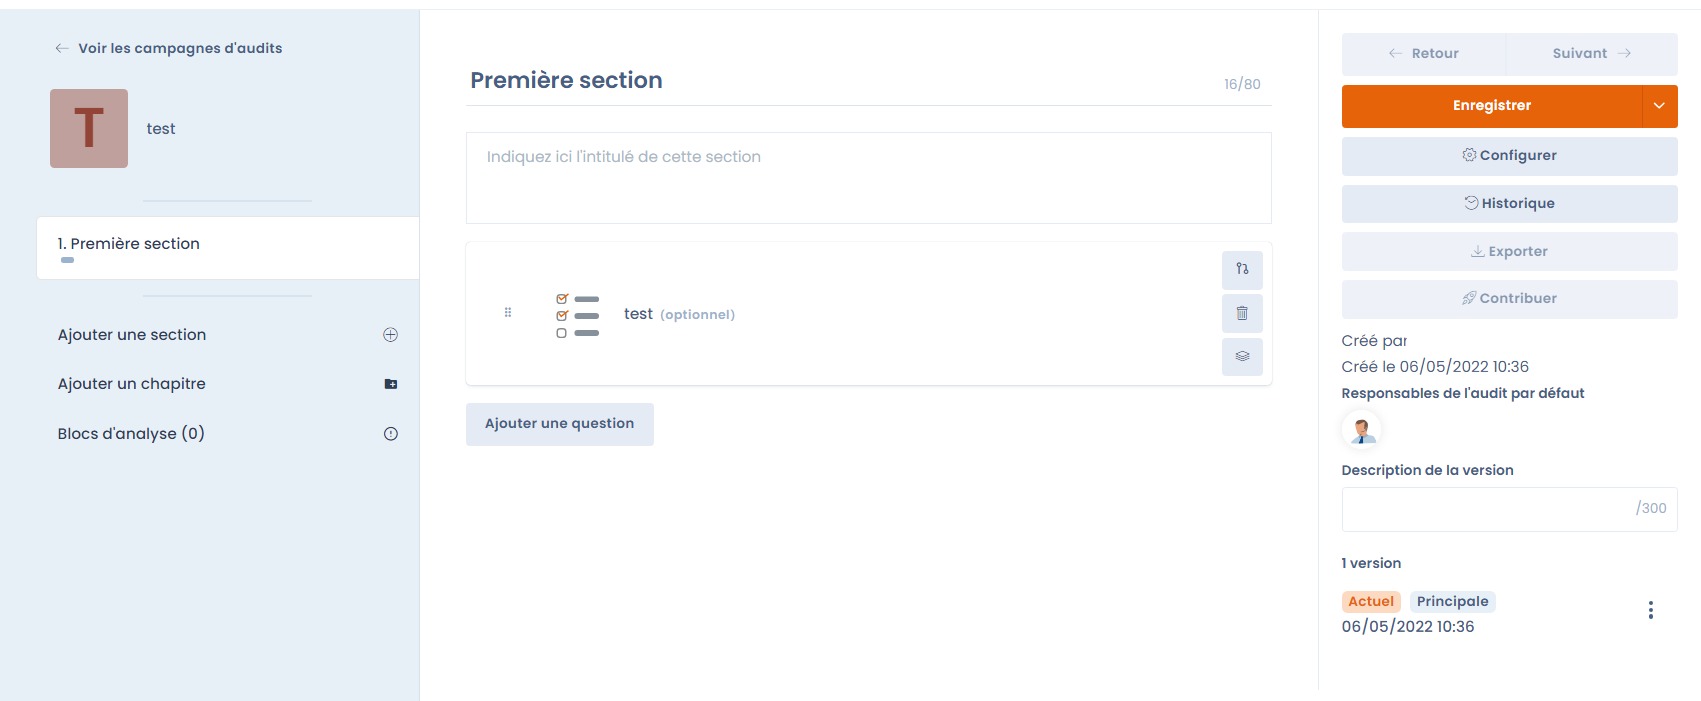 Voir les campagnes d'audits
T
test
1. Première section
Ajouter une section
Ajouter un chapitre
Blocs d'analyse (0)
Première section
16/80
Indiquez ici l'intitulé de cette section
test (optionnel)
Ajouter une question
Retour
Suivant
Enregistrer
Configurer
Historique
Exporter
Contribuer
Créé par
Créé le 06/05/2022 10:36
Responsables de l'audit par défaut
Description de la version
/300
1 version
Actuel Principale
06/05/2022 10:36